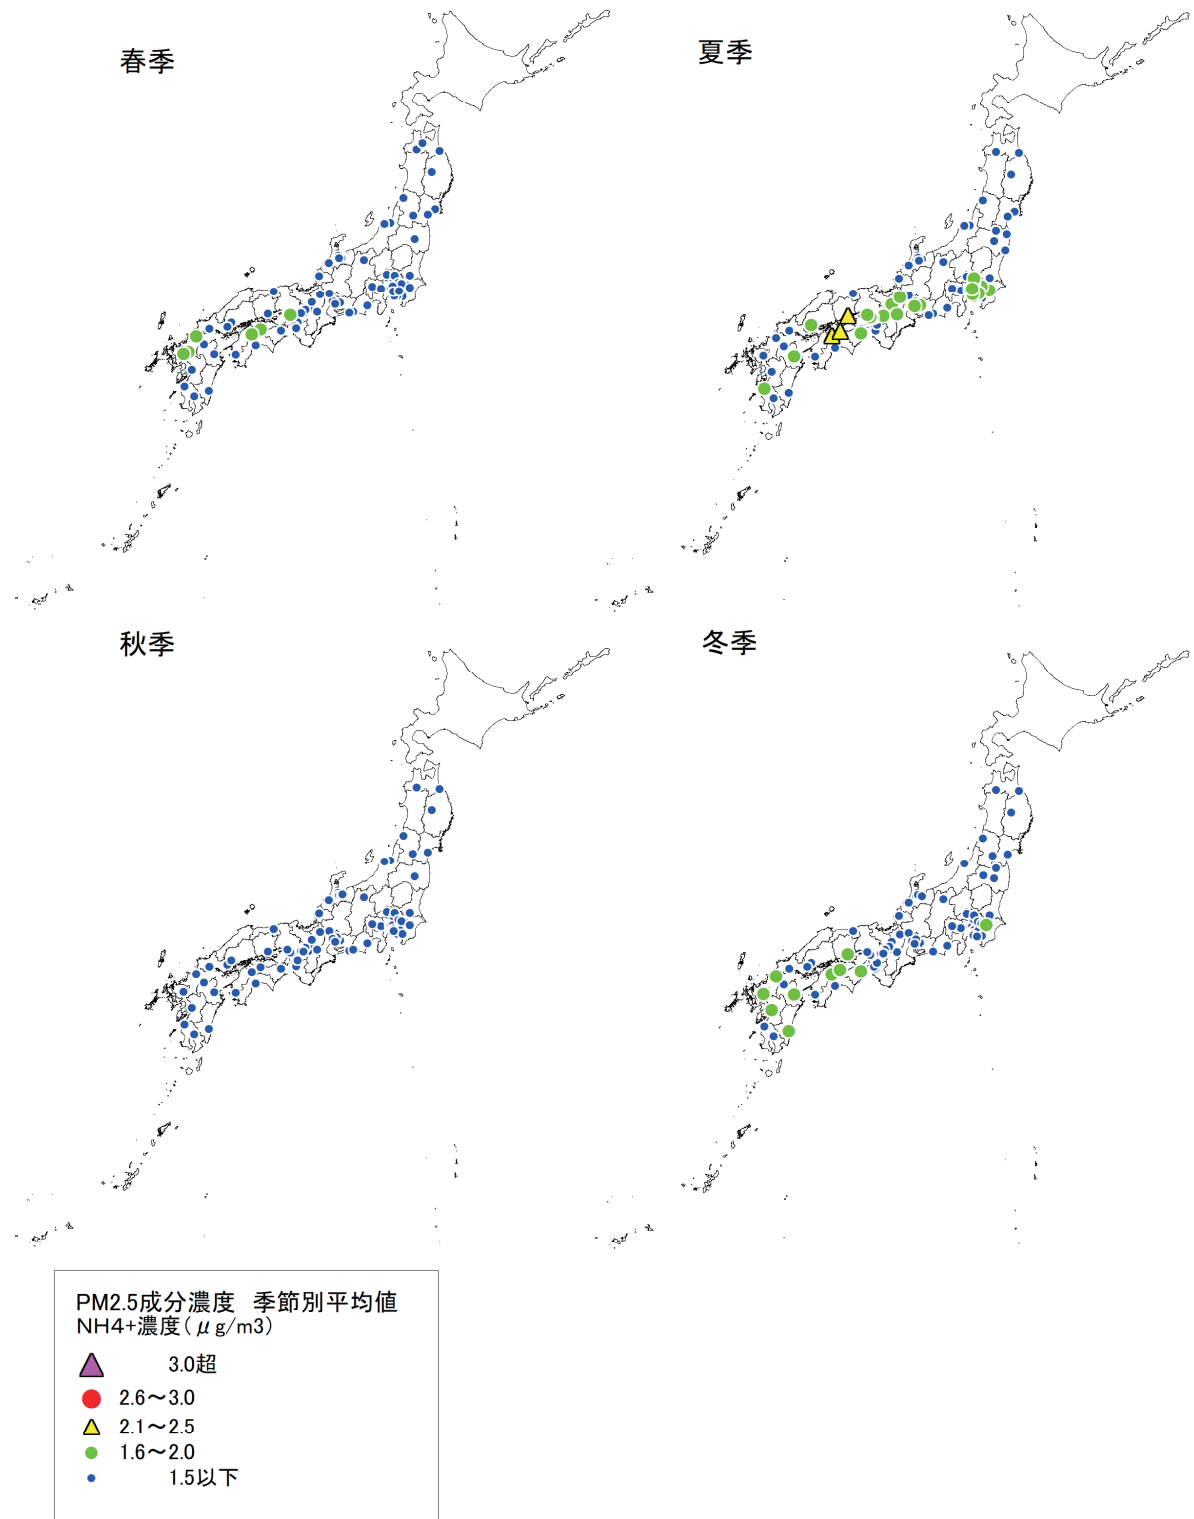 春季
夏季
秋季
冬季
PM2.5成分濃度 季節別平均値
NH4+濃度(μg/m3)
3.0超
2.6～3.0
2.1～2.5
1.6～2.0
1.5以下